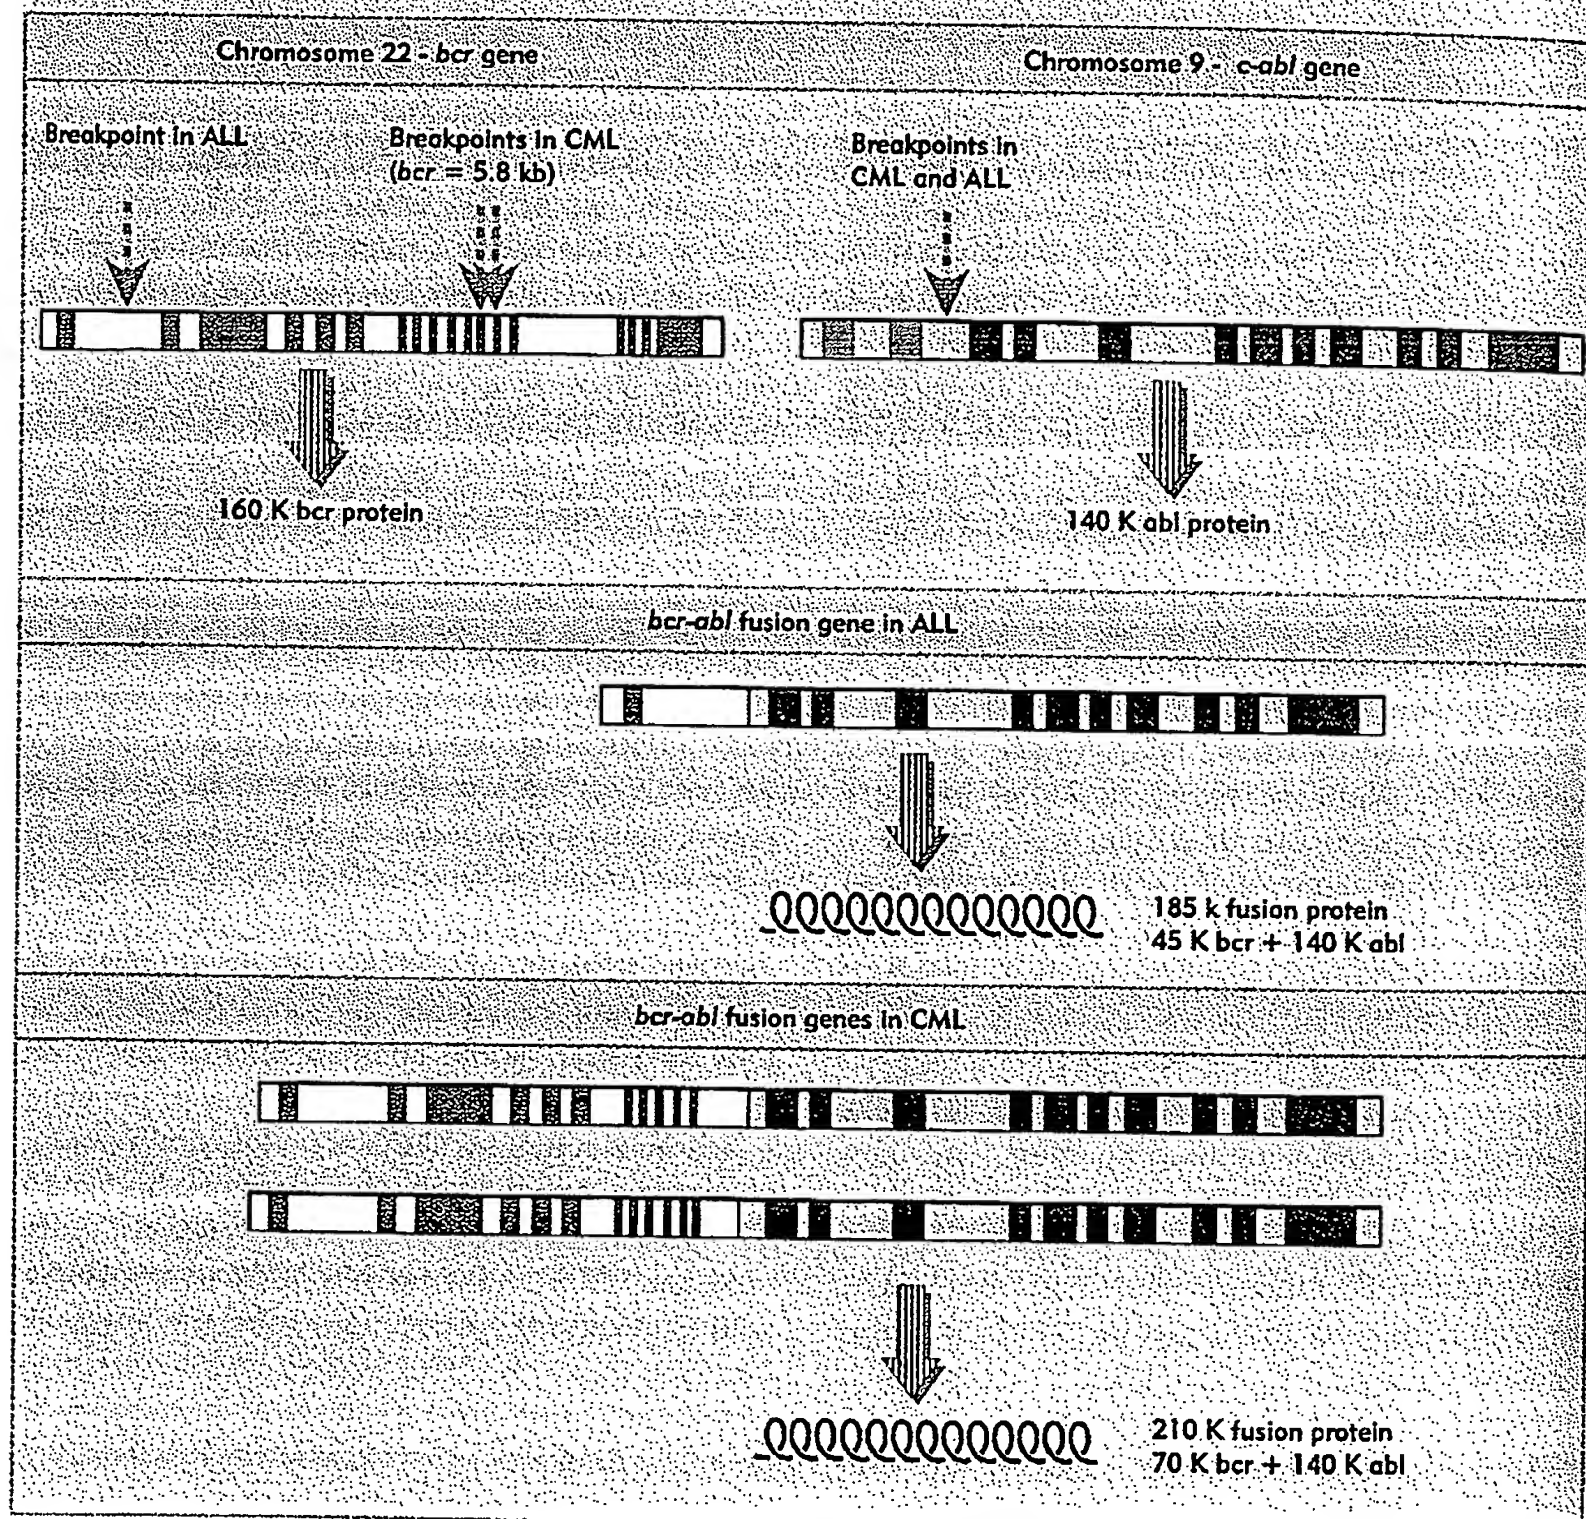 Chromosome 22 - bcr gene
Chromosome 9 - c-abl gene
Breakpoint in ALL
Breakpoints in CML
(bcr = 5.8 kb)
Breakpoints in
CML and ALL
160 K bcr protein
140 K abl protein
bcr-abl fusion gene in ALL
185 k fusion protein
45 K bcr + 140 K abl
bcr-abl fusion genes in CML
210 K fusion protein
70 K bcr + 140 K abl